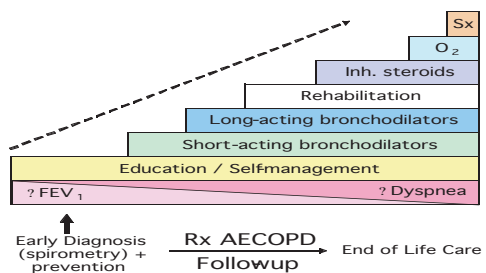 Sx
O2
Inh. steroids
Rehabilitation
Long-acting bronchodilators
Short-acting bronchodilators
Education / Selfmanagement
? FEV1
? Dyspnea
Early Diagnosis
(spirometry) +
prevention
Rx AECOPD
Followup
End of Life Care